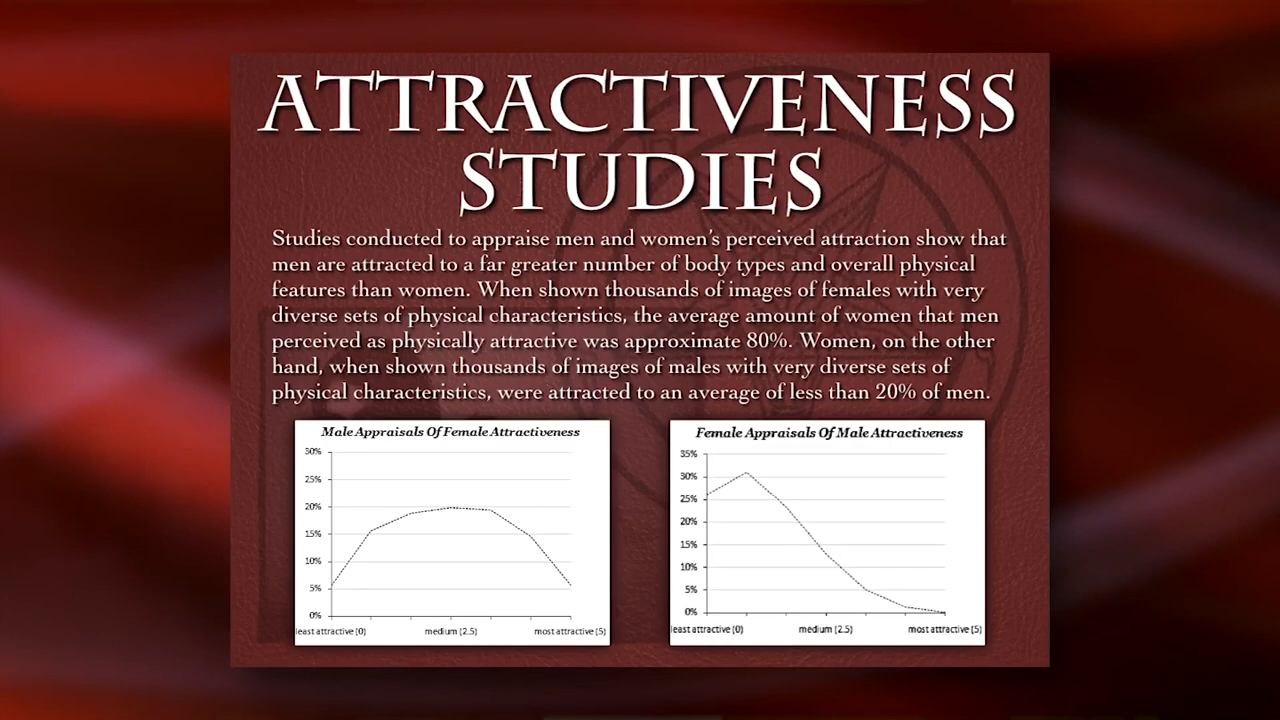 ATTRACTIVENESS
STUDIES
Studies conducted to appraise men and women's perceived attraction show that
men are attracted to a far greater number of body types and overall physical
features than women. When shown thousands of images of females with very
diverse sets of physical characteristics, the average amount of women that men
perceived as physically attractive was approximate 80%. Women, on the other
hand, when shown thousands of images of males with very diverse sets of
physical characteristics, were attracted to an average of less than 20% of men.
Male Appraisals Of Female Attractiveness
30%
25%
20%
15%
10%
5%
0%
least attractive (0) medium (2.5) most attractive (5)
Female Appraisals Of Male Attractiveness
35%
30%
25%
20%
15%
10%
5%
0%
least attractive (0) medium (2.5) most attractive (5)